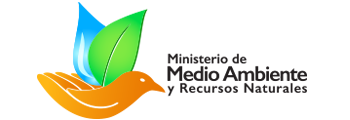 Ministerio de
Medio Ambiente
y Recursos Naturales